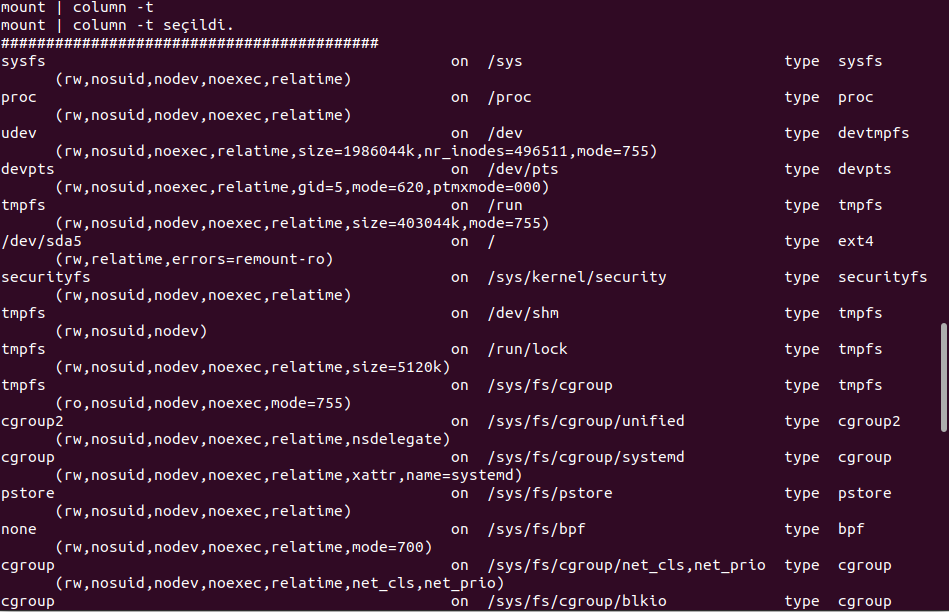 mount | column -t
mount | column -t seçildi.
##########################################
sysfs on /sys type sysfs
(rw,nosuid,nodev,noexec,relatime)
proc on /proc type proc
(rw,nosuid,nodev,noexec,relatime)
udev on /dev type devtmpfs
(rw,nosuid,noexec,relatime,size=1986044k,nr_inodes=496511,mode=755)
devpts on /dev/pts type devpts
(rw,nosuid,noexec,relatime,gid=5,mode=620,ptmxmode=000)
tmpfs on /run type tmpfs
(rw,nosuid,nodev,noexec,relatime,size=403044k,mode=755)
/dev/sda5 on / type ext4
(rw,relatime,errors=remount-ro)
securityfs on /sys/kernel/security type securityfs
(rw,nosuid,nodev,noexec,relatime)
tmpfs on /dev/shm type tmpfs
(rw,nosuid,nodev)
tmpfs on /run/lock type tmpfs
(rw,nosuid,nodev,noexec,relatime,size=5120k)
tmpfs on /sys/fs/cgroup type tmpfs
(ro,nosuid,nodev,noexec,mode=755)
cgroup2 on /sys/fs/cgroup/unified type cgroup2
(rw,nosuid,nodev,noexec,relatime,nsdelegate)
cgroup on /sys/fs/cgroup/systemd type cgroup
(rw,nosuid,nodev,noexec,relatime,xattr,name=systemd)
pstore on /sys/fs/pstore type pstore
(rw,nosuid,nodev,noexec,relatime)
none on /sys/fs/bpf type bpf
(rw,nosuid,nodev,noexec,relatime,mode=700)
cgroup on /sys/fs/cgroup/net_cls,net_prio type cgroup
(rw,nosuid,nodev,noexec,relatime,net_cls,net_prio)
cgroup on /sys/fs/cgroup/blkio type cgroup